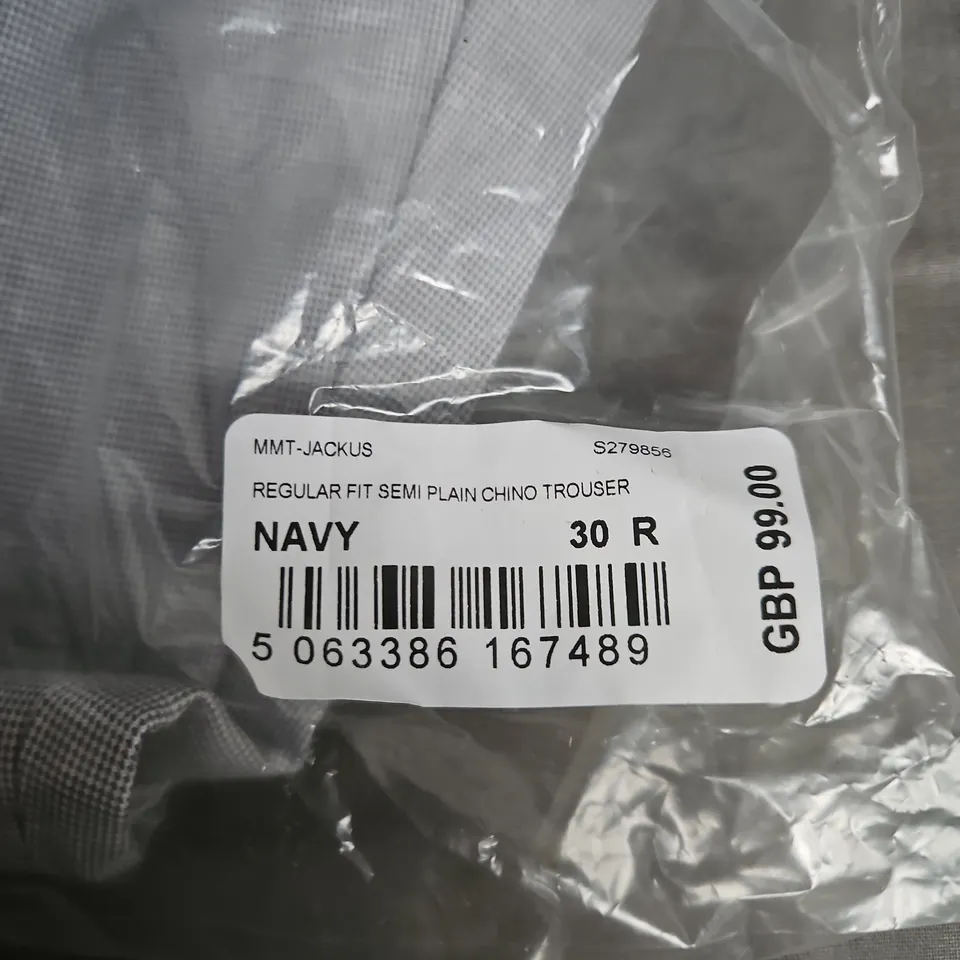 MMT-JACKUS S279856
REGULAR FIT SEMI PLAIN CHINO TROUSER
NAVY 30 R
5 063386 167489
GBP 99.00